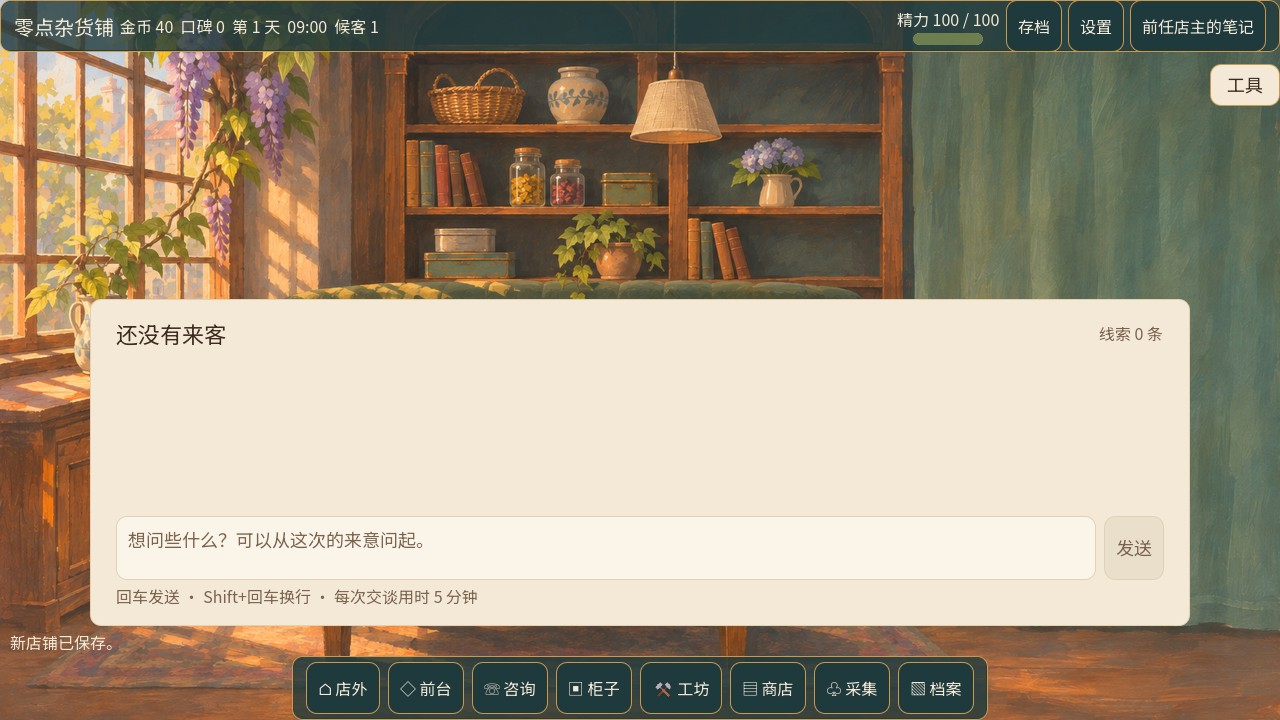 零点杂货铺 金币 40 口碑 0 第 1 天 09:00 候客 1
精力 100 / 100
存档
设置
前任店主的笔记
工具
还没有来客
线索 0 条
想问些什么？可以从这次的来意问起。
发送
回车发送 · Shift+回车换行 · 每次交谈用时 5 分钟
新店铺已保存。
店外
前台
咨询
柜子
工坊
商店
采集
档案